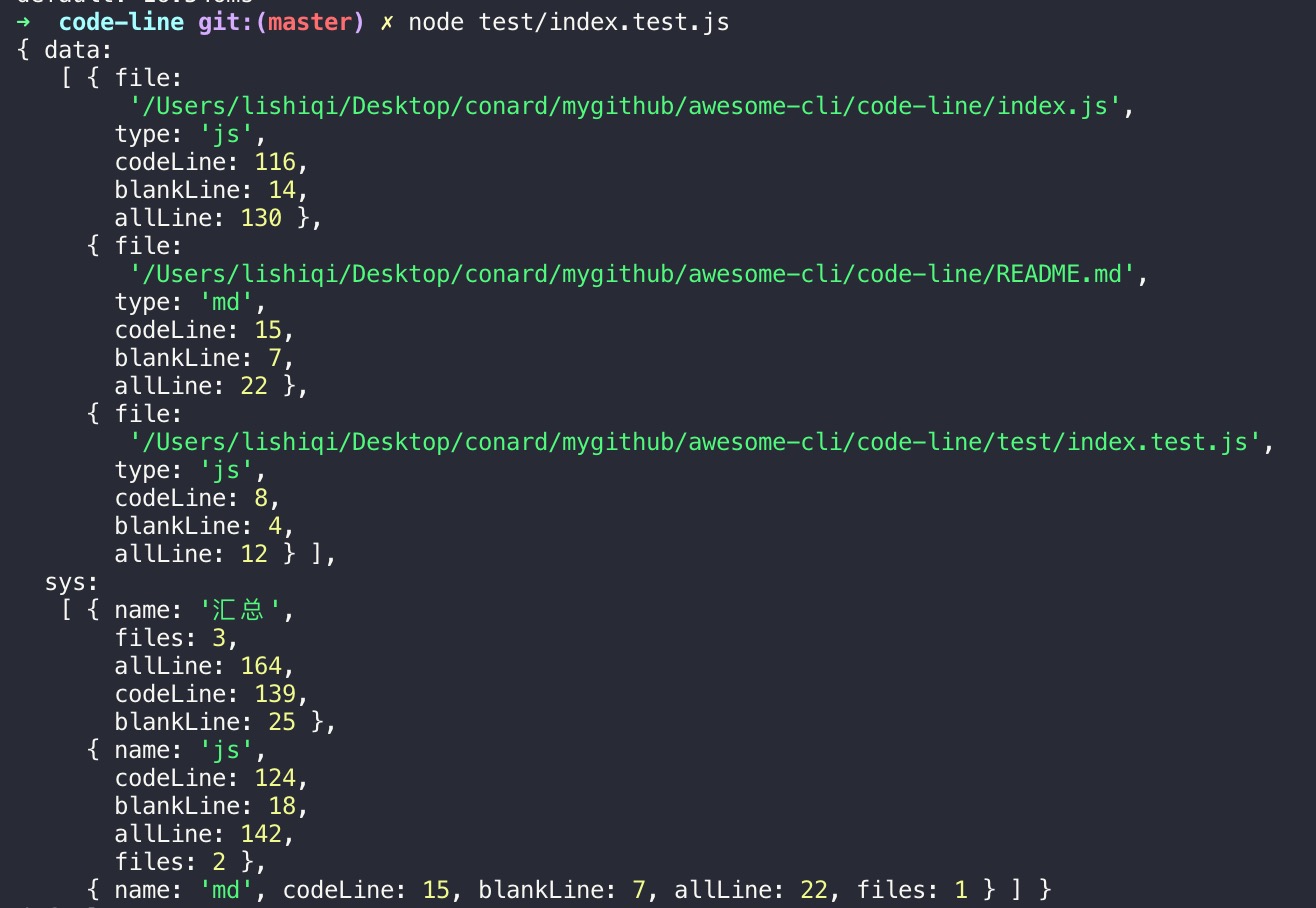 ➜  code-line git:(master) ✗ node test/index.test.js
{ data:
   [ { file:
        '/Users/lishiqi/Desktop/conard/mygithub/awesome-cli/code-line/index.js',
       type: 'js',
       codeLine: 116,
       blankLine: 14,
       allLine: 130 },
     { file:
        '/Users/lishiqi/Desktop/conard/mygithub/awesome-cli/code-line/README.md',
       type: 'md',
       codeLine: 15,
       blankLine: 7,
       allLine: 22 },
     { file:
        '/Users/lishiqi/Desktop/conard/mygithub/awesome-cli/code-line/test/index.test.js',
       type: 'js',
       codeLine: 8,
       blankLine: 4,
       allLine: 12 } ],
  sys:
   [ { name: '汇总',
       files: 3,
       allLine: 164,
       codeLine: 139,
       blankLine: 25 },
     { name: 'js',
       codeLine: 124,
       blankLine: 18,
       allLine: 142,
       files: 2 },
     { name: 'md', codeLine: 15, blankLine: 7, allLine: 22, files: 1 } ] }